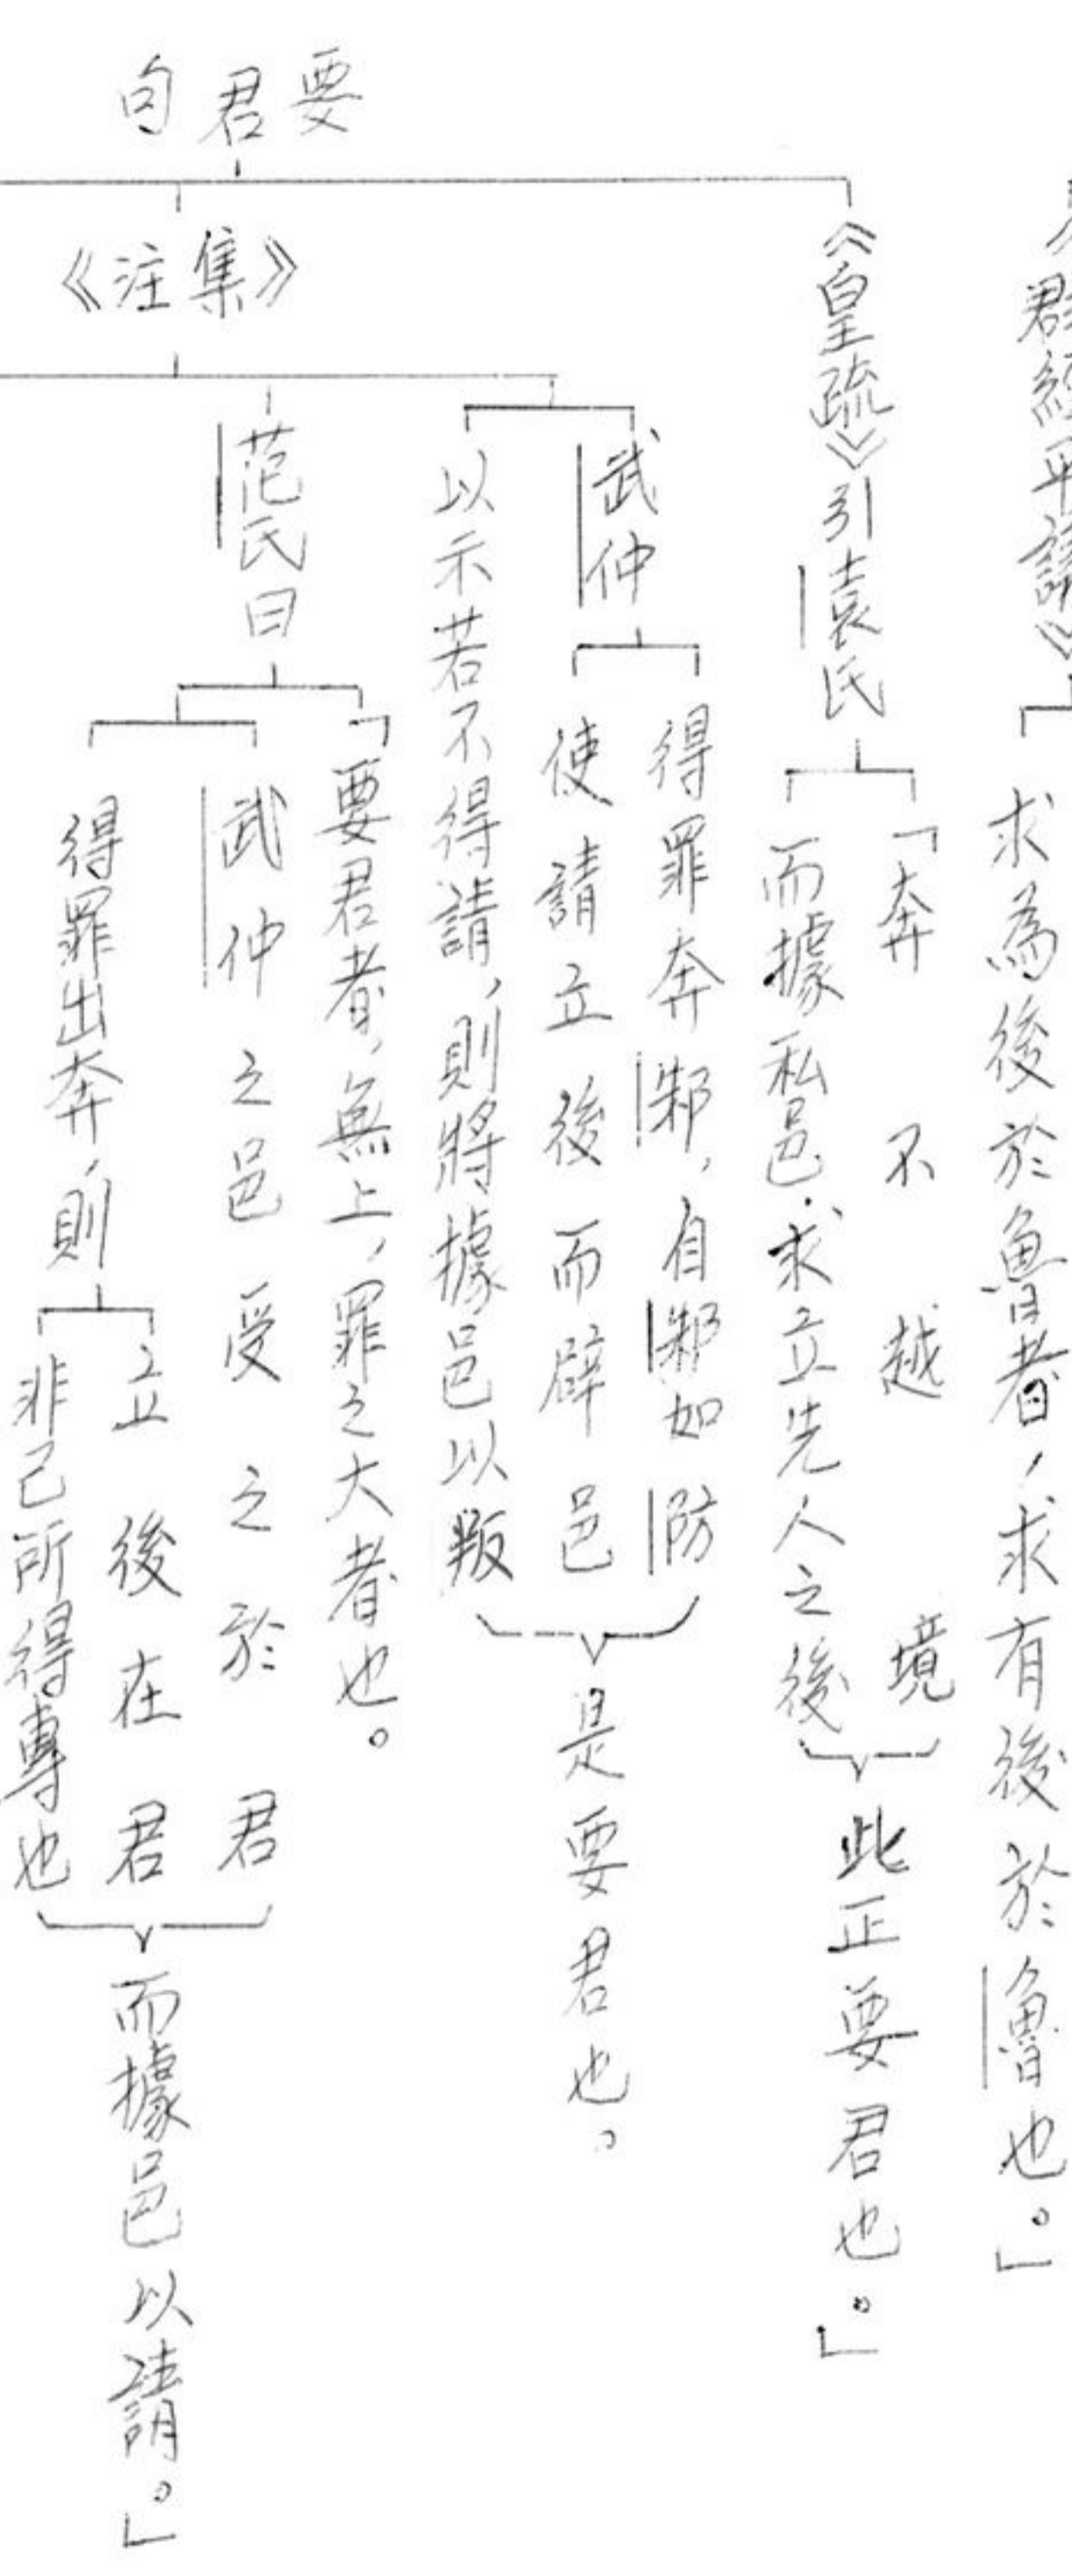 群經平議》
求為後於魯者，求有後於魯也。」
要君句
《皇疏》引袁氏
「奔不越境
而據私邑求立先人之後
此正要君也。」
《集注》
武仲
得罪奔邾，自邾如防
使請立後而辟邑
以示若不得請，則將據邑以叛
是要君也。
范氏曰
「要君者，無上，罪之大者也。
武仲之邑受之於君
得罪出奔，則
立後在君
非己所得專也
而據邑以請。」